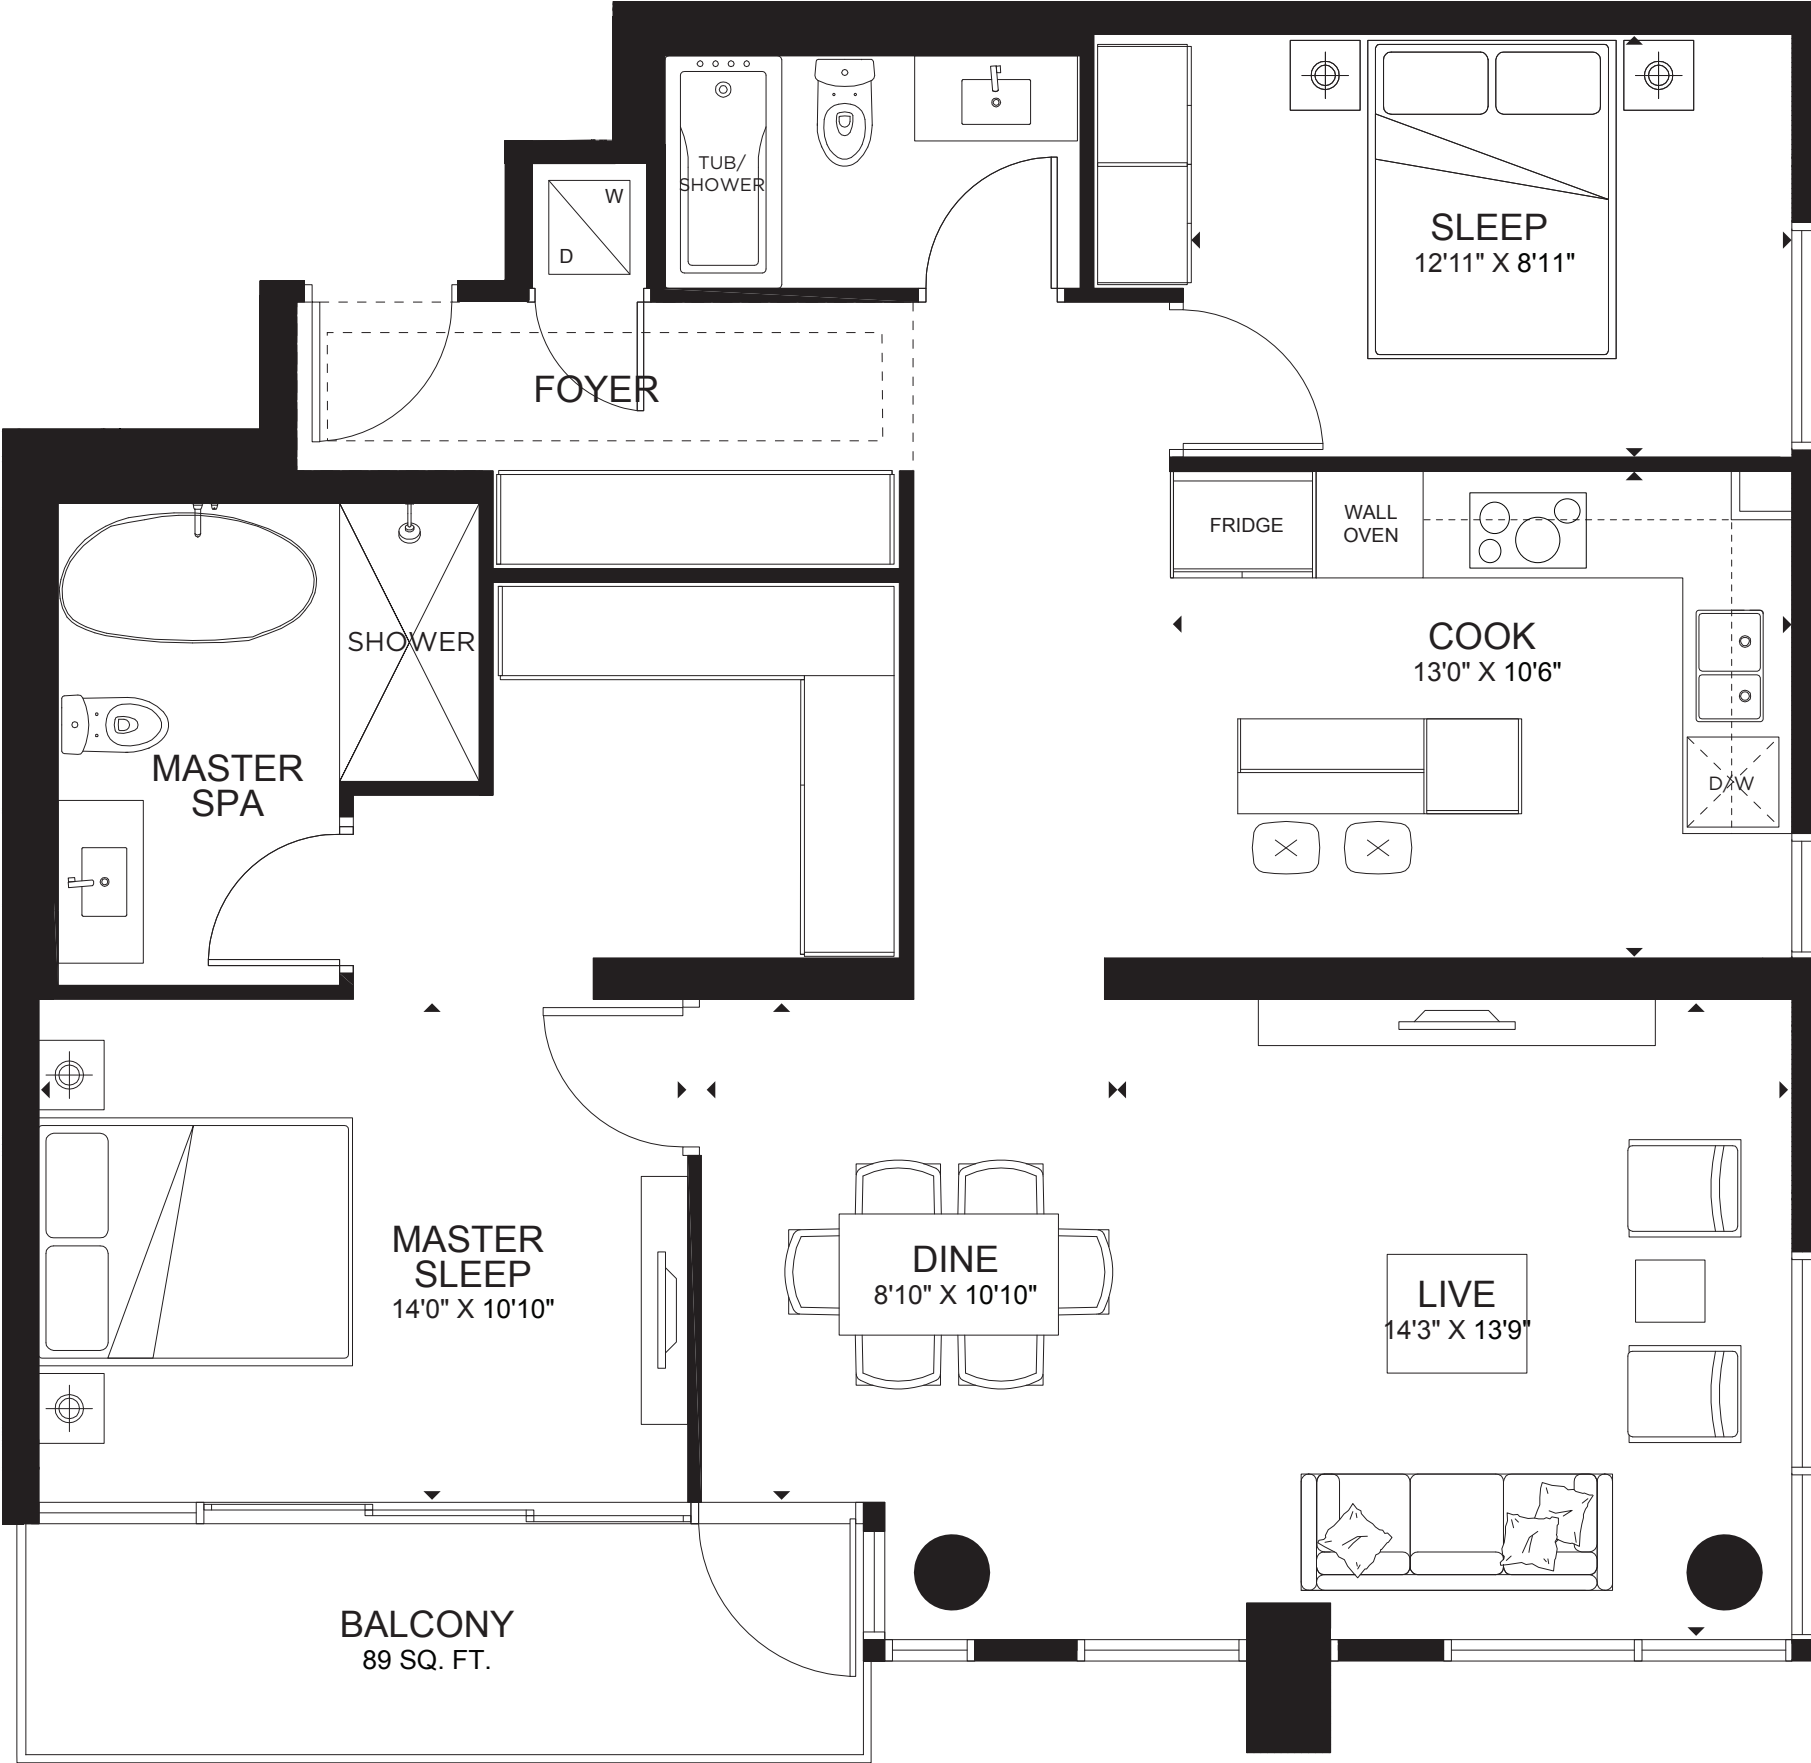 TUB/
SHOWER
W
D
SLEEP
12'11" X 8'11"
FOYER
FRIDGE
WALL
OVEN
SHOWER
COOK
13'0" X 10'6"
MASTER
SPA
D/W
MASTER
SLEEP
14'0" X 10'10"
DINE
8'10" X 10'10"
LIVE
14'3" X 13'9"
BALCONY
89 SQ. FT.